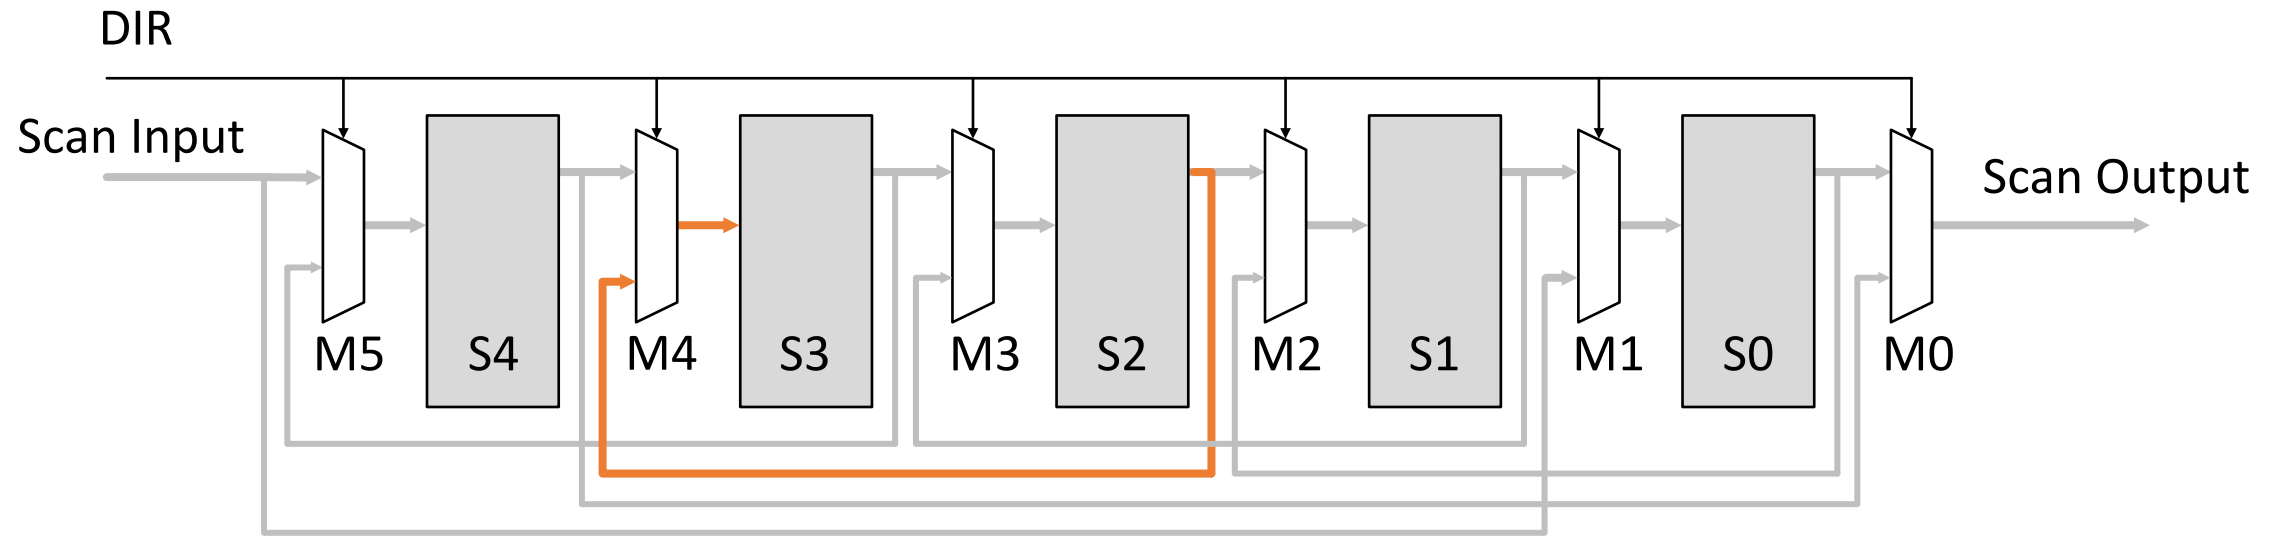 DIR
Scan Input
Scan Output
M5
S4
M4
S3
M3
S2
M2
S1
M1
S0
M0